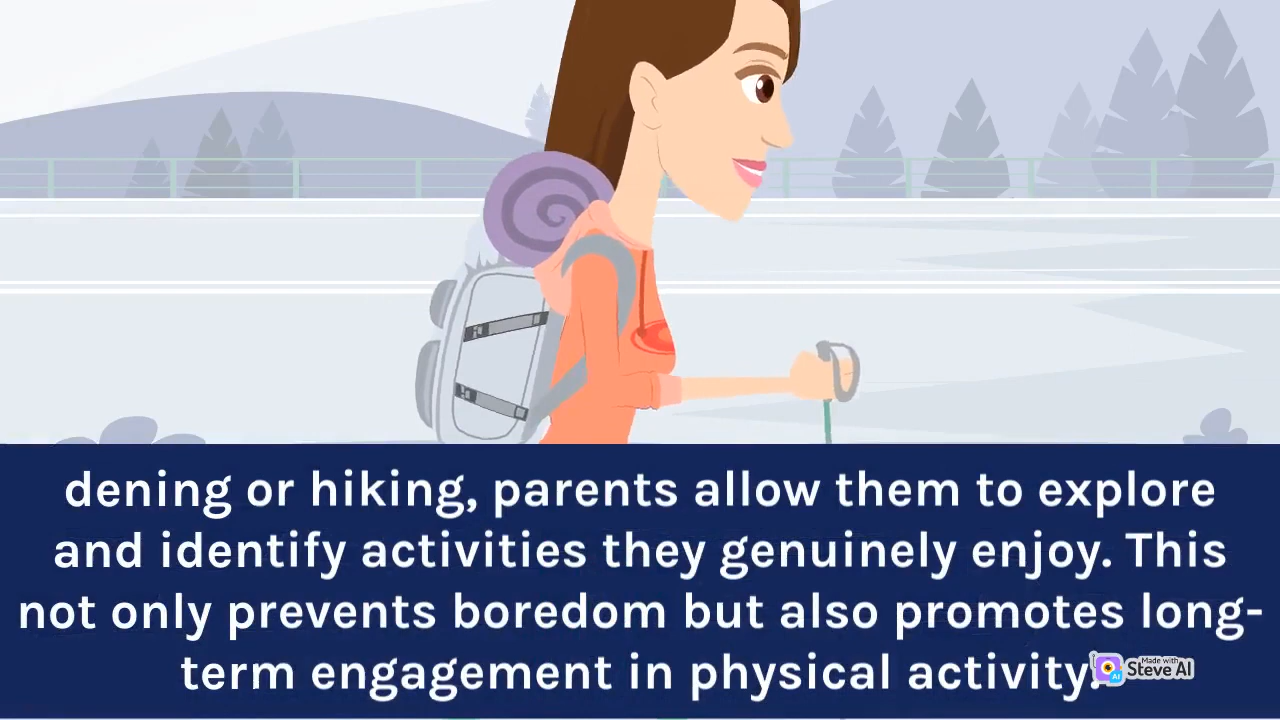 dening or hiking, parents allow them to explore
and identify activities they genuinely enjoy. This
not only prevents boredom but also promotes long-
term engagement in physical activity.
Made with
Steve AI
AI